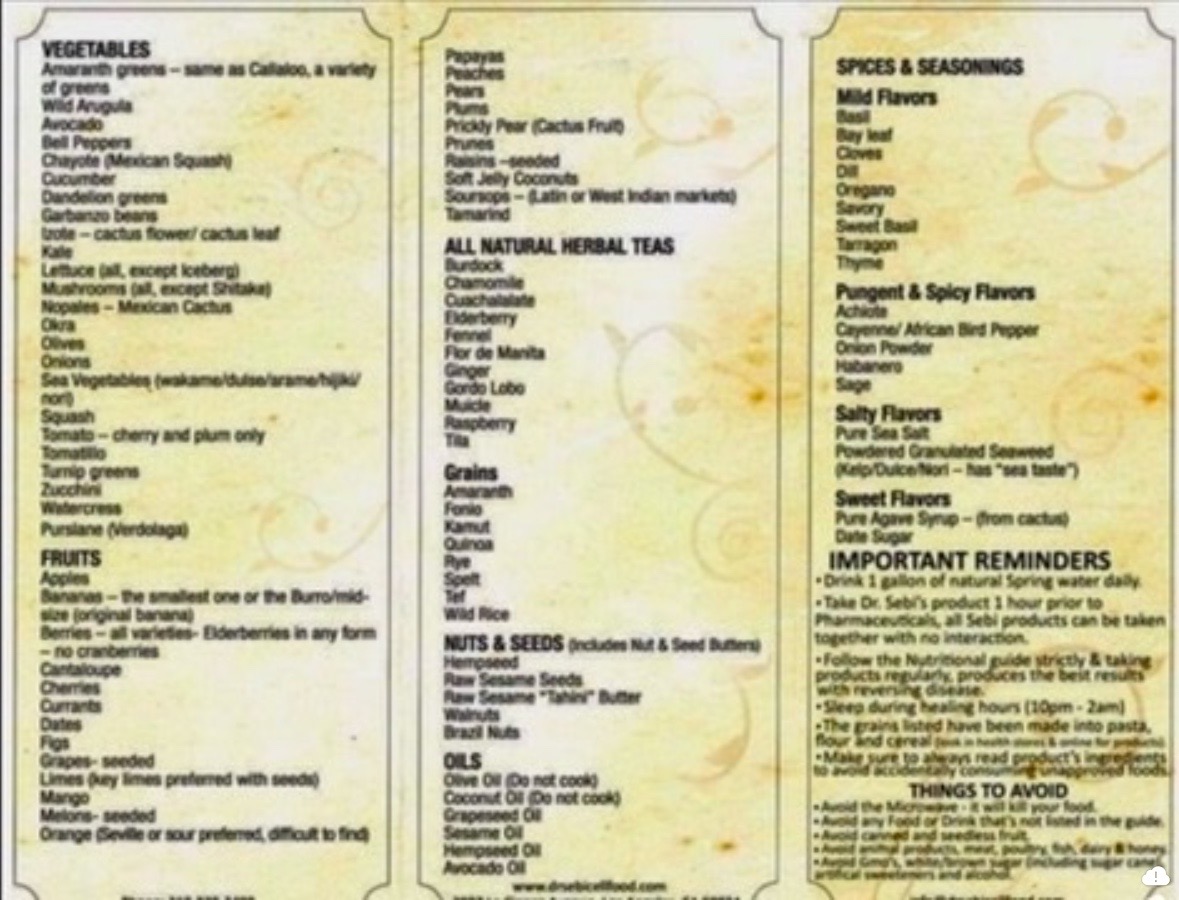 VEGETABLES
Amaranth greens – same as Callaloo, a variety
of greens
Wild Arugula
Avocado
Bell Peppers
Chayote (Mexican Squash)
Cucumber
Dandelion greens
Garbanzo beans
Izote – cactus flower/ cactus leaf
Kale
Lettuce (all, except Iceberg)
Mushrooms (all, except Shitake)
Nopales – Mexican Cactus
Okra
Olives
Onions
Sea Vegetables (wakame/dulse/arame/hijiki/
nori)
Squash
Tomato – cherry and plum only
Tomatillo
Turnip greens
Zucchini
Watercress
Purslane (Verdolaga)
FRUITS
Apples
Bananas – the smallest one or the Burro/mid-
size (original banana)
Berries – all varieties- Elderberries in any form
– no cranberries
Cantaloupe
Cherries
Currants
Dates
Figs
Grapes- seeded
Limes (key limes preferred with seeds)
Mango
Melons- seeded
Orange (Seville or sour preferred, difficult to find)
Papayas
Peaches
Pears
Plums
Prickly Pear (Cactus Fruit)
Prunes
Raisins –seeded
Soft Jelly Coconuts
Soursops – (Latin or West Indian markets)
Tamarind
ALL NATURAL HERBAL TEAS
Burdock
Chamomile
Cuachalalate
Elderberry
Fennel
Flor de Manita
Ginger
Gordo Lobo
Muicle
Raspberry
Tila
Grains
Amaranth
Fonio
Kamut
Quinoa
Rye
Spelt
Tef
Wild Rice
NUTS & SEEDS (includes Nut & Seed Butters)
Hempseed
Raw Sesame Seeds
Raw Sesame "Tahini" Butter
Walnuts
Brazil Nuts
OILS
Olive Oil (Do not cook)
Coconut Oil (Do not cook)
Grapeseed Oil
Sesame Oil
Hempseed Oil
Avocado Oil
www.drsebicellfood.com
SPICES & SEASONINGS
Mild Flavors
Basil
Bay leaf
Cloves
Dill
Oregano
Savory
Sweet Basil
Tarragon
Thyme
Pungent & Spicy Flavors
Achiote
Cayenne/ African Bird Pepper
Onion Powder
Habanero
Sage
Salty Flavors
Pure Sea Salt
Powdered Granulated Seaweed
(Kelp/Dulce/Nori – has "sea taste")
Sweet Flavors
Pure Agave Syrup – (from cactus)
Date Sugar
IMPORTANT REMINDERS
•Drink 1 gallon of natural Spring water daily.
•Take Dr. Sebi's product 1 hour prior to
Pharmaceuticals, all Sebi products can be taken
together with no interaction.
•Follow the Nutritional guide strictly & taking
products regularly, produces the best results
with reversing disease.
•Sleep during healing hours (10pm - 2am)
•The grains listed have been made into pasta,
flour and cereal (look in health stores & online for products).
•Make sure to always read product's ingredients
to avoid accidentally consuming unapproved foods.
THINGS TO AVOID
•Avoid the Microwave - it will kill your food.
•Avoid any Food or Drink that's not listed in the guide.
•Avoid canned and seedless fruit.
•Avoid animal products, meat, poultry, fish, dairy & honey.
•Avoid Gmo's, white/brown sugar (including sugar cane)
artifical sweeteners and alcohol.